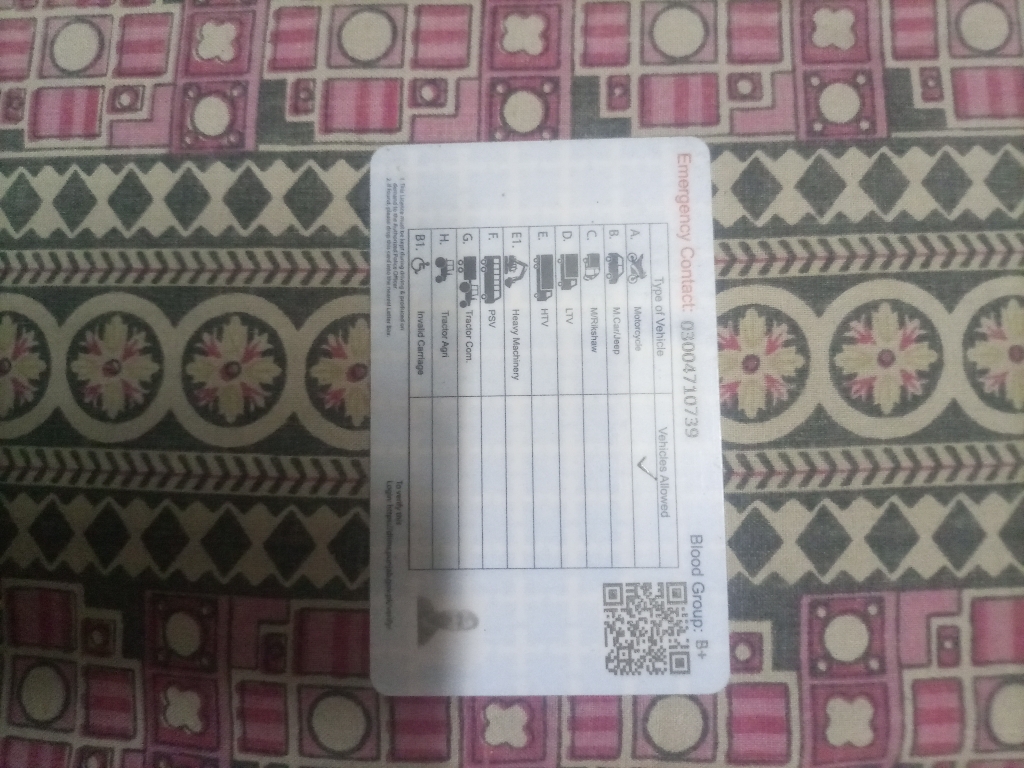 Emergency Contact: 03004710739 Blood Group: B+
Type of Vehicle Vehicles Allowed
A. Motorcycle ✓
B. M.Car/Jeep
C. M/Rikshaw
D. LTV
E. HTV
E1. Heavy Machinery
F. PSV
G. Tractor Com.
H. Tractor Agri
B1. Invalid Carriage
To verify this